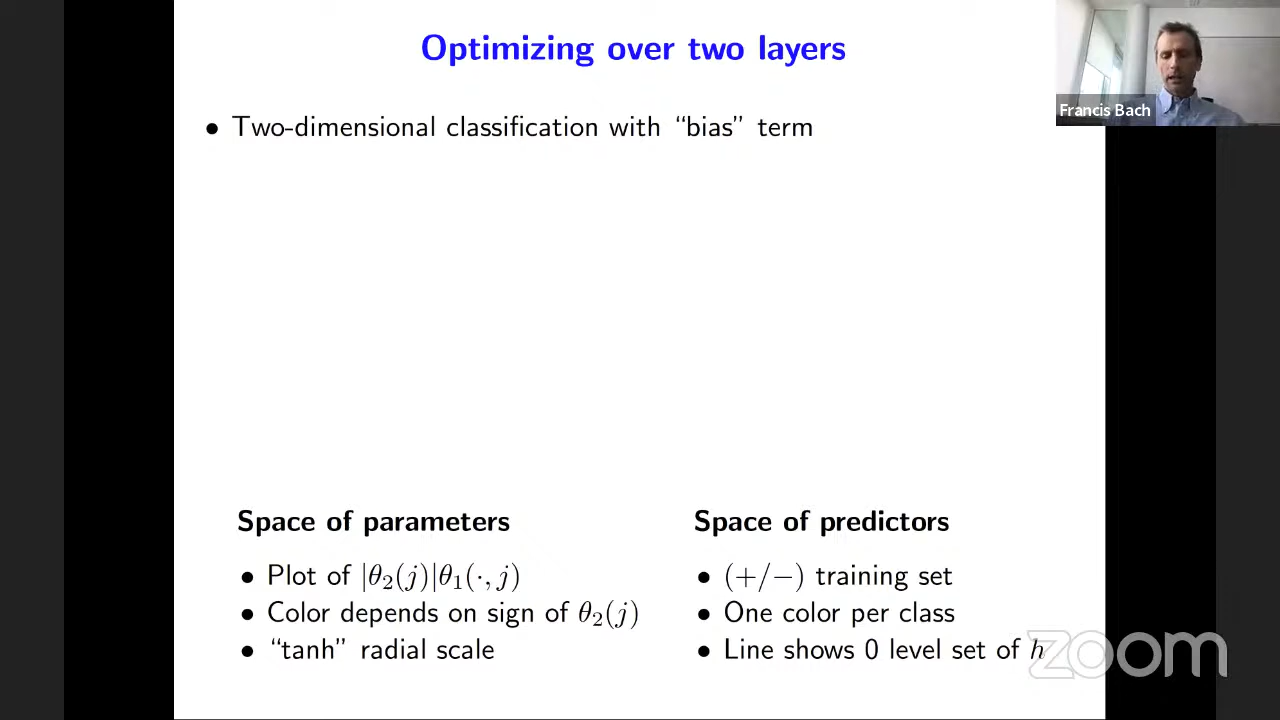 Optimizing over two layers
Francis Bach
• Two-dimensional classification with “bias” term
Space of parameters
• Plot of |θ₂(j)|θ₁(·, j)
• Color depends on sign of θ₂(j)
• “tanh” radial scale
Space of predictors
• (+/−) training set
• One color per class
• Line shows 0 level set of h
zoom